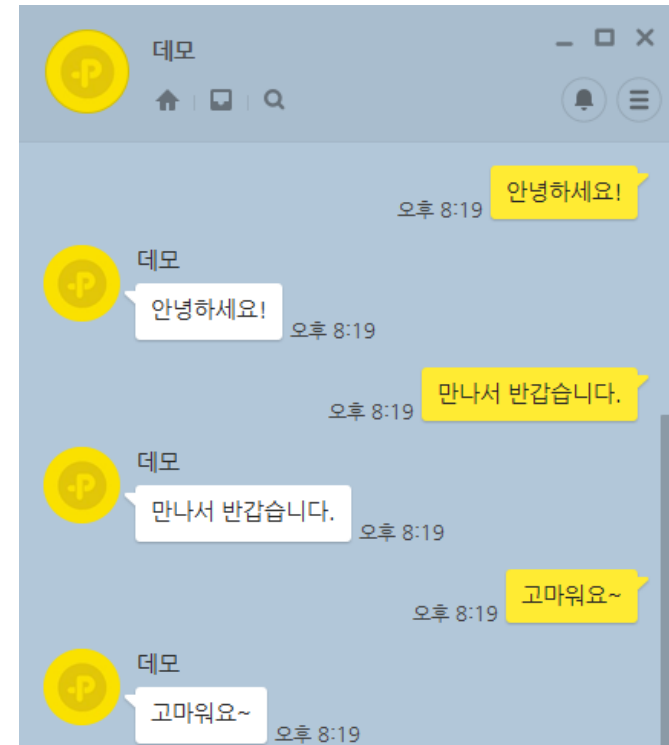 데모
오후 8:19 안녕하세요!
데모
안녕하세요! 오후 8:19
오후 8:19 만나서 반갑습니다.
데모
만나서 반갑습니다. 오후 8:19
오후 8:19 고마워요~
데모
고마워요~ 오후 8:19